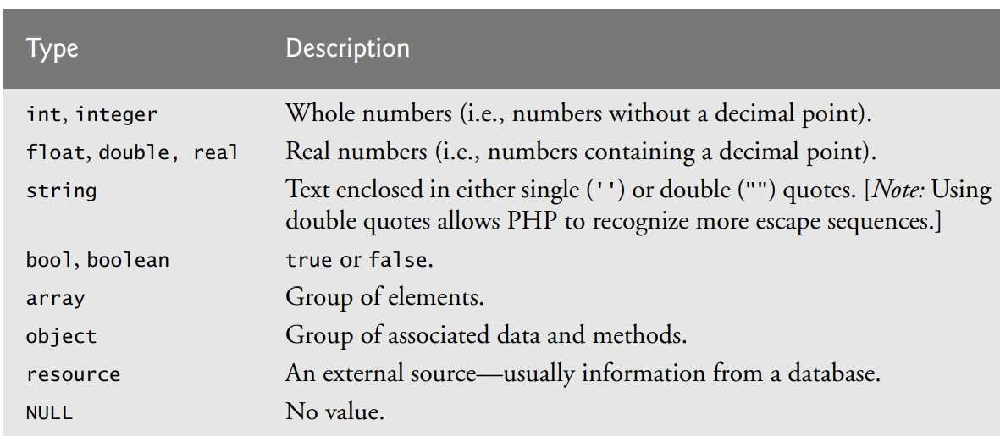 Type Description
int, integer Whole numbers (i.e., numbers without a decimal point).
float, double, real Real numbers (i.e., numbers containing a decimal point).
string Text enclosed in either single ('') or double ("") quotes. [Note: Using
double quotes allows PHP to recognize more escape sequences.]
bool, boolean true or false.
array Group of elements.
object Group of associated data and methods.
resource An external source—usually information from a database.
NULL No value.